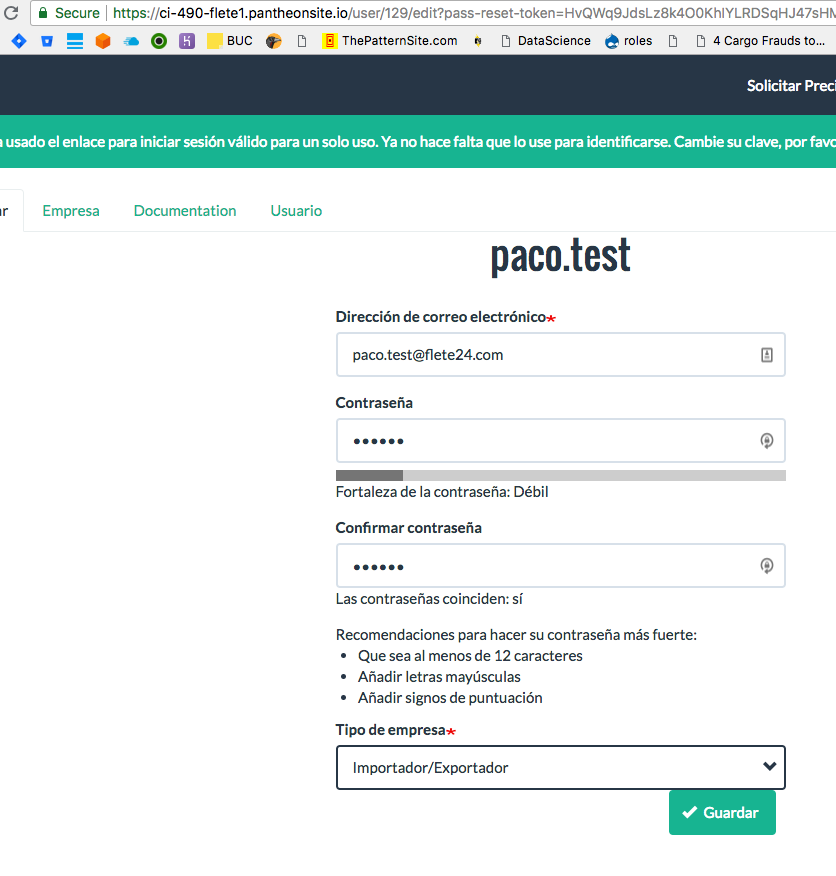 Secure https://ci-490-flete1.pantheonsite.io/user/129/edit?pass-reset-token=HvQWq9JdsLz8k4O0KhlYLRDSqHJ47sHM
BUC ThePatternSite.com DataScience roles 4 Cargo Frauds to...
Solicitar Preci
usado el enlace para iniciar sesión válido para un solo uso. Ya no hace falta que lo use para identificarse. Cambie su clave, por favo
ar Empresa Documentation Usuario
paco.test
Dirección de correo electrónico*
paco.test@flete24.com
Contraseña
••••••
Fortaleza de la contraseña: Débil
Confirmar contraseña
••••••
Las contraseñas coinciden: sí
Recomendaciones para hacer su contraseña más fuerte:
• Que sea al menos de 12 caracteres
• Añadir letras mayúsculas
• Añadir signos de puntuación
Tipo de empresa*
Importador/Exportador
Guardar